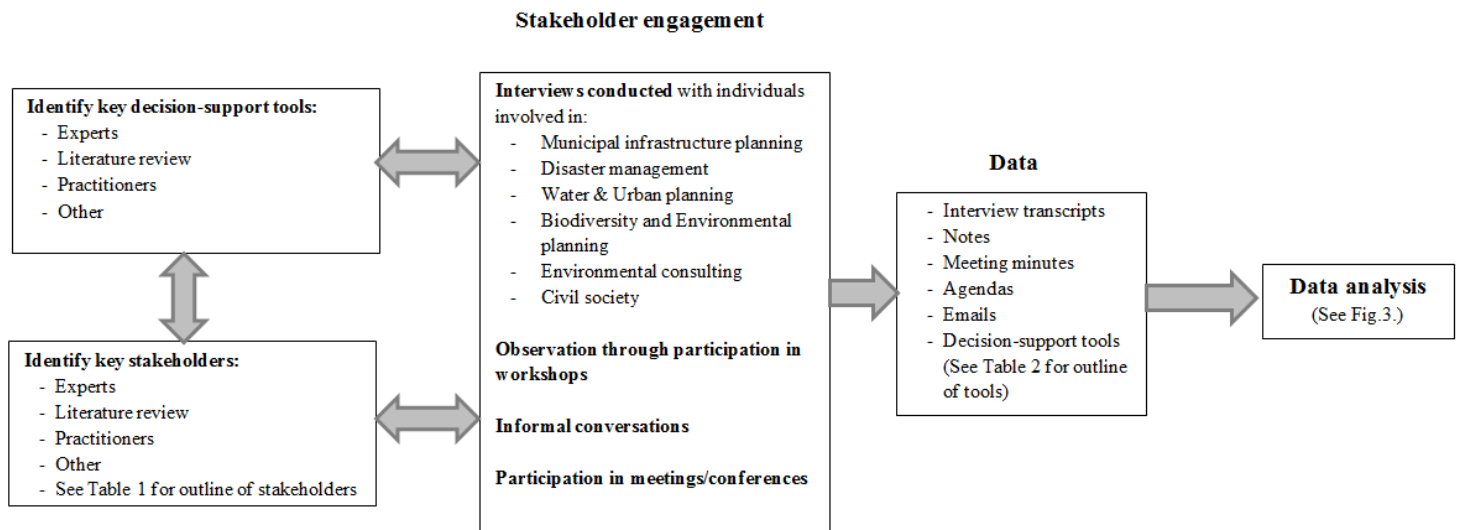 Stakeholder engagement
Identify key decision-support tools:
- Experts
- Literature review
- Practitioners
- Other
Identify key stakeholders:
- Experts
- Literature review
- Practitioners
- Other
- See Table 1 for outline of stakeholders
Interviews conducted with individuals
involved in:
- Municipal infrastructure planning
- Disaster management
- Water & Urban planning
- Biodiversity and Environmental
planning
- Environmental consulting
- Civil society
Observation through participation in
workshops
Informal conversations
Participation in meetings/conferences
Data
- Interview transcripts
- Notes
- Meeting minutes
- Agendas
- Emails
- Decision-support tools
(See Table 2 for outline
of tools)
Data analysis
(See Fig.3.)